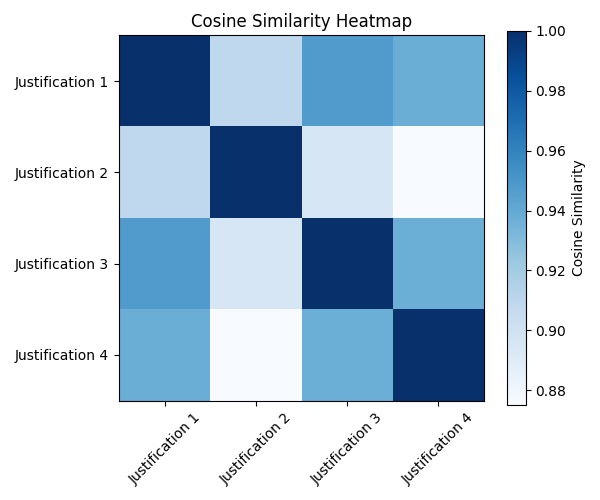 Cosine Similarity Heatmap
Justification 1
Justification 2
Justification 3
Justification 4
Justification 1
Justification 2
Justification 3
Justification 4
1.00
0.98
0.96
0.94
0.92
0.90
0.88
Cosine Similarity